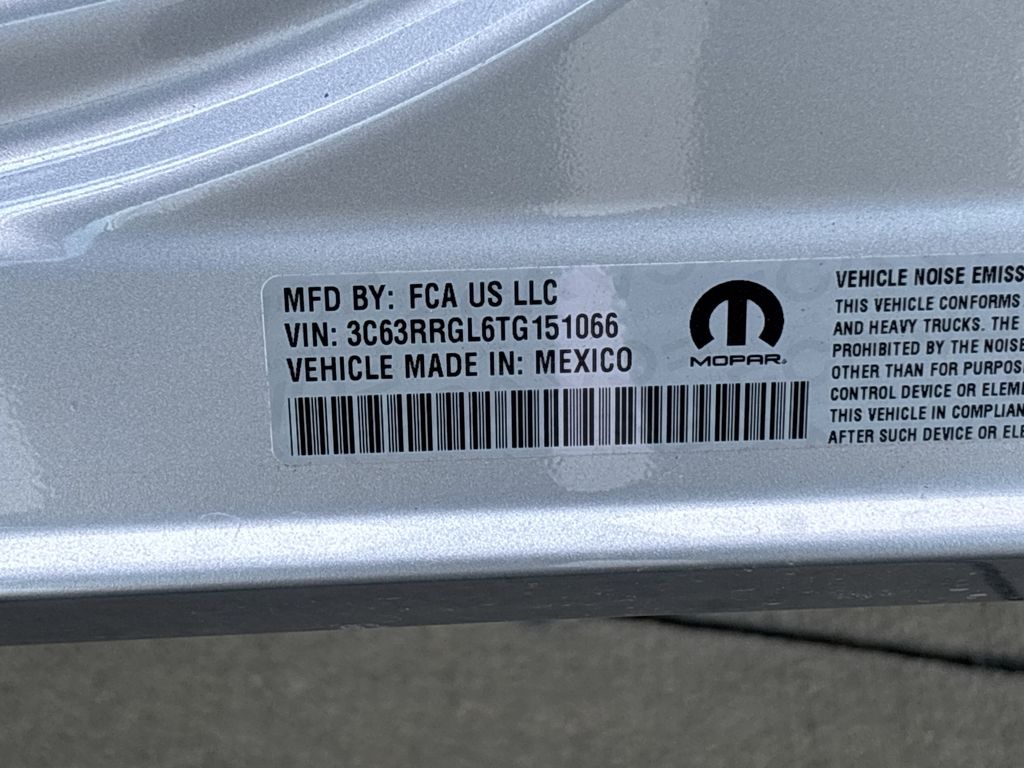 MFD BY: FCA US LLC
VIN: 3C63RRGL6TG151066
VEHICLE MADE IN: MEXICO
MOPAR®
VEHICLE NOISE EMISS
THIS VEHICLE CONFORMS
AND HEAVY TRUCKS. THE
PROHIBITED BY THE NOISE
OTHER THAN FOR PURPOS
CONTROL DEVICE OR ELEME
THIS VEHICLE IN COMPLIAN
AFTER SUCH DEVICE OR ELE